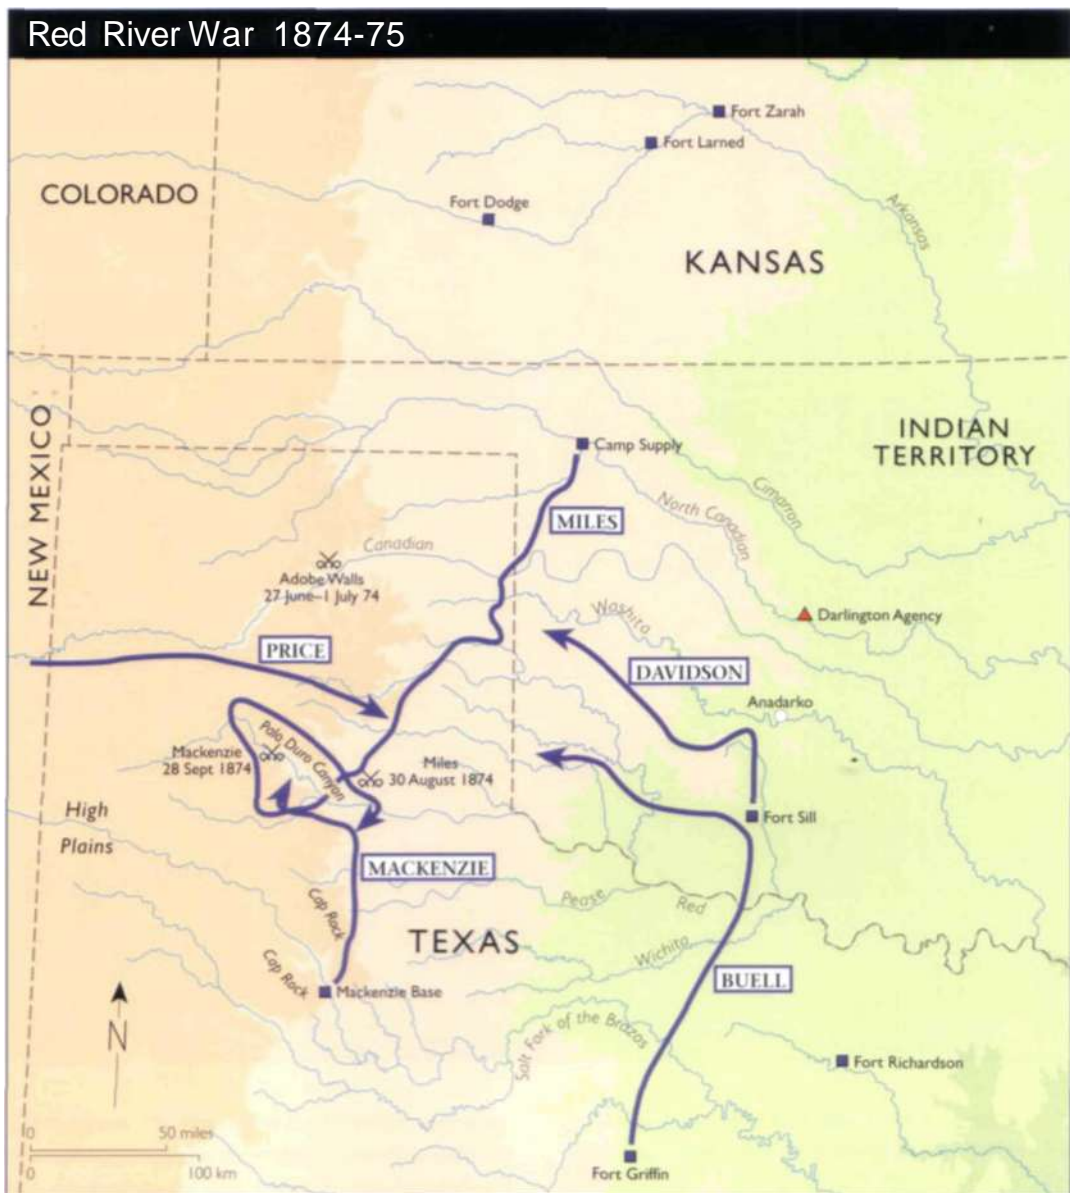 Red River War 1874-75
Fort Zarah
Fort Larned
COLORADO
Fort Dodge
Arkansas
KANSAS
NEW MEXICO
INDIAN
TERRITORY
Camp Supply
Cimarron
North Canadian
MILES
Canadian
Adobe Walls
27 June–1 July 74
Washita
Darlington Agency
PRICE
DAVIDSON
Anadarko
Palo Duro Canyon
Mackenzie
28 Sept 1874
Miles
30 August 1874
High
Plains
Fort Sill
MACKENZIE
Cap Rock
Pease
Red
TEXAS
Wichita
Cap Rock
Mackenzie Base
BUELL
N
Salt Fork of the Brazos
Fort Richardson
0
50 miles
0
100 km
Fort Griffin